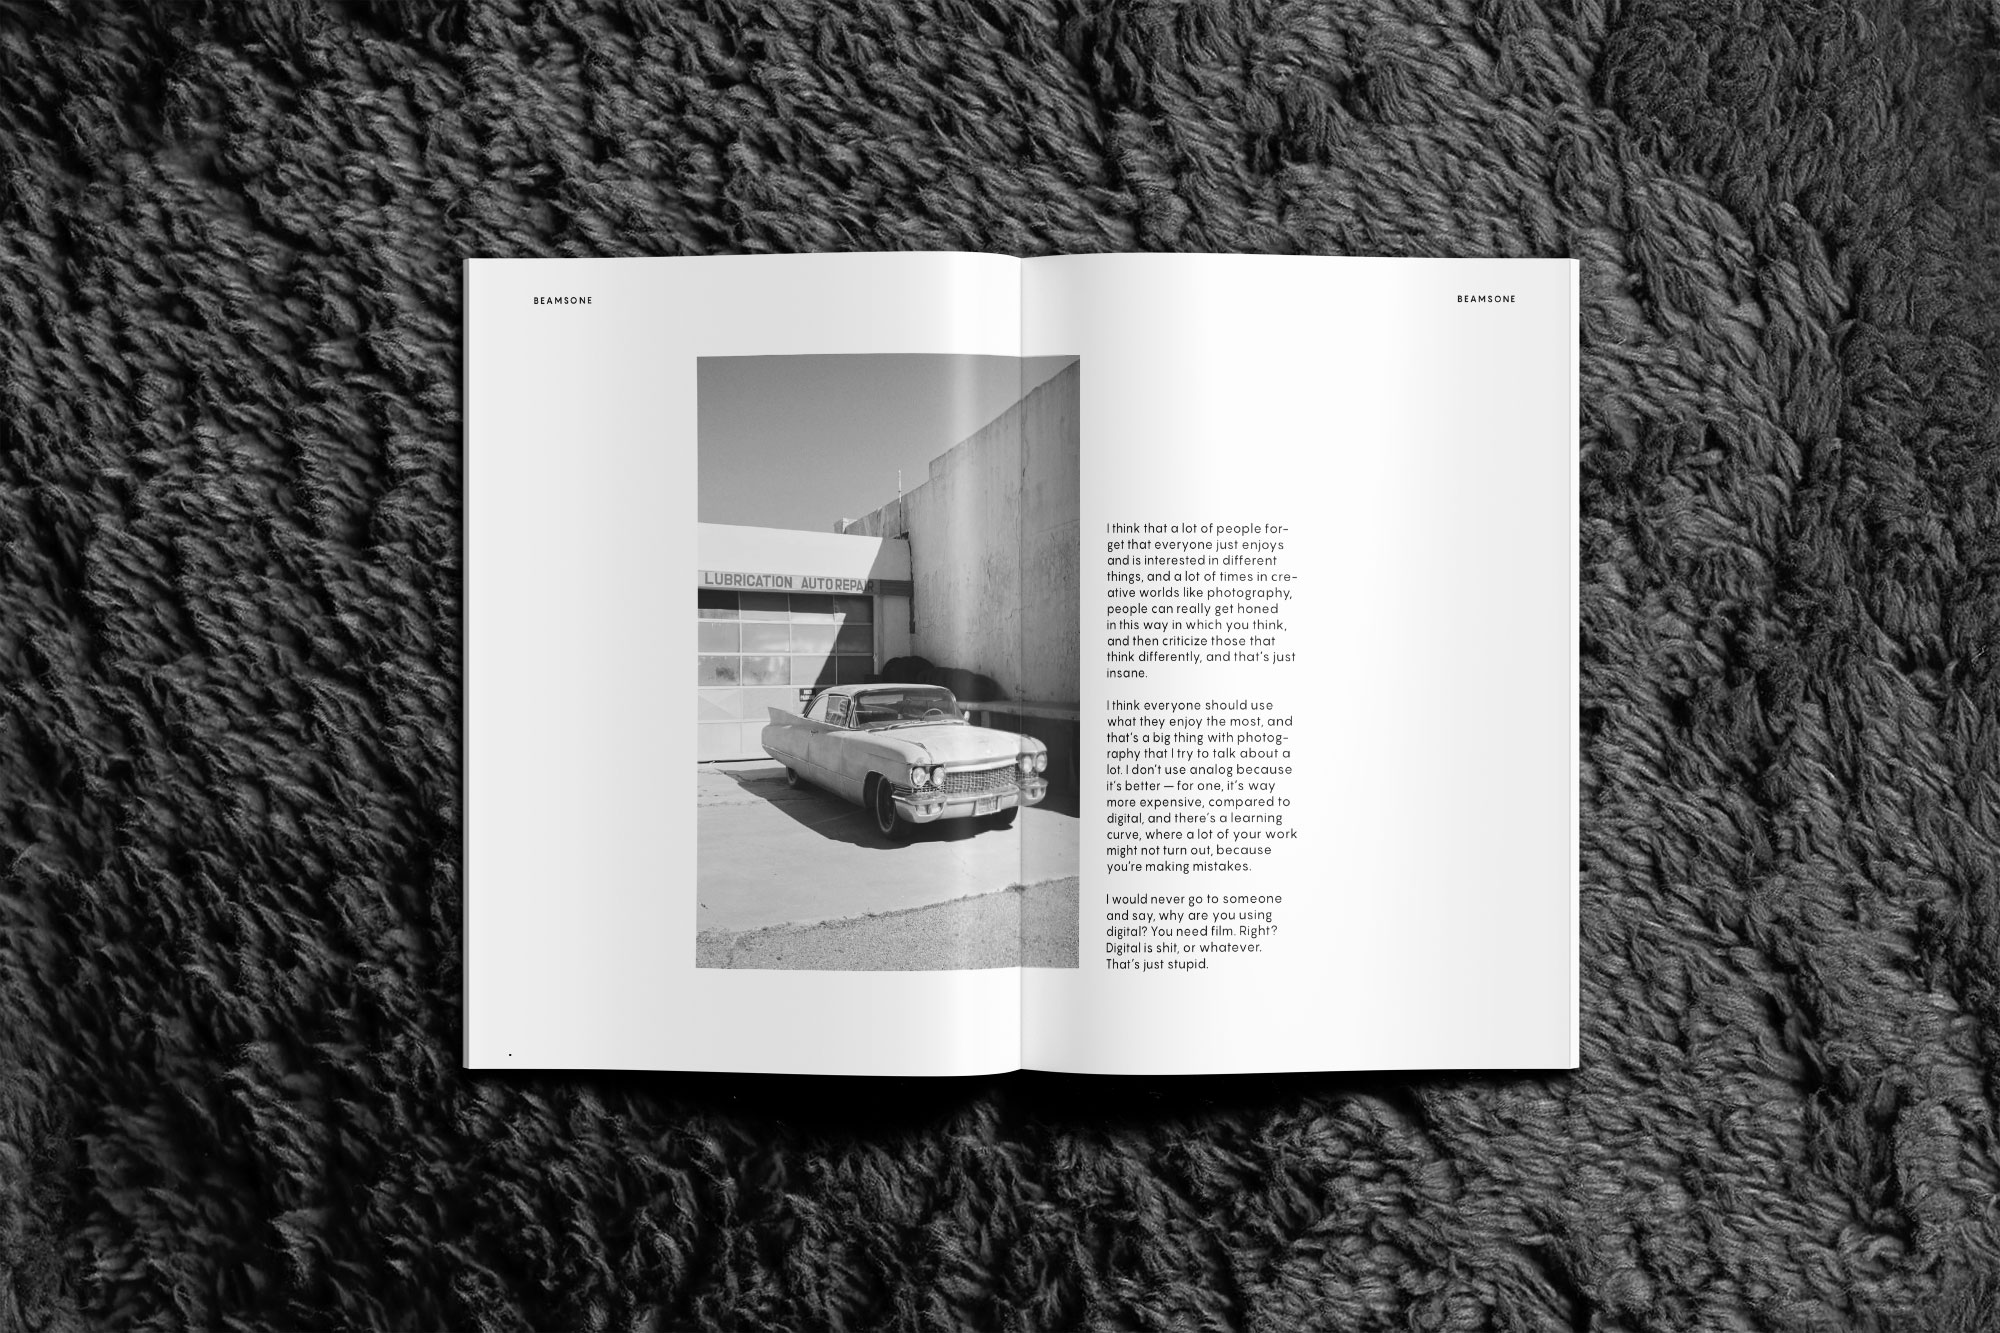 BEAMSONE
BEAMSONE
LUBRICATION AUTO REPAIR
I think that a lot of people for-
get that everyone just enjoys
and is interested in different
things, and a lot of times in cre-
ative worlds like photography,
people can really get honed
in this way in which you think,
and then criticize those that
think differently, and that's just
insane.
I think everyone should use
what they enjoy the most, and
that's a big thing with photog-
raphy that I try to talk about a
lot. I don't use analog because
it's better — for one, it's way
more expensive, compared to
digital, and there's a learning
curve, where a lot of your work
might not turn out, because
you're making mistakes.
I would never go to someone
and say, why are you using
digital? You need film. Right?
Digital is shit, or whatever.
That's just stupid.